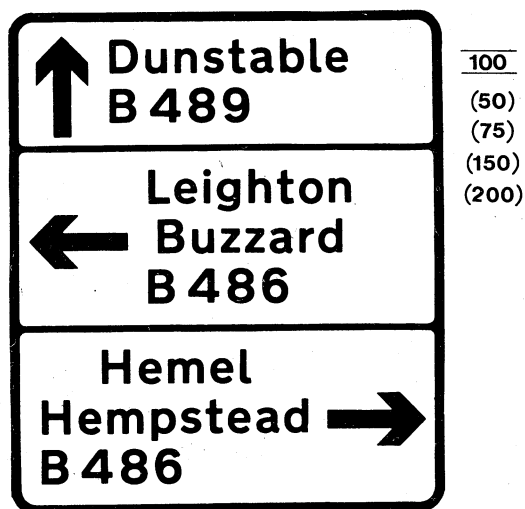 Dunstable
B 489
Leighton
Buzzard
B 486
Hemel
Hempstead
B 486
100
(50)
(75)
(150)
(200)